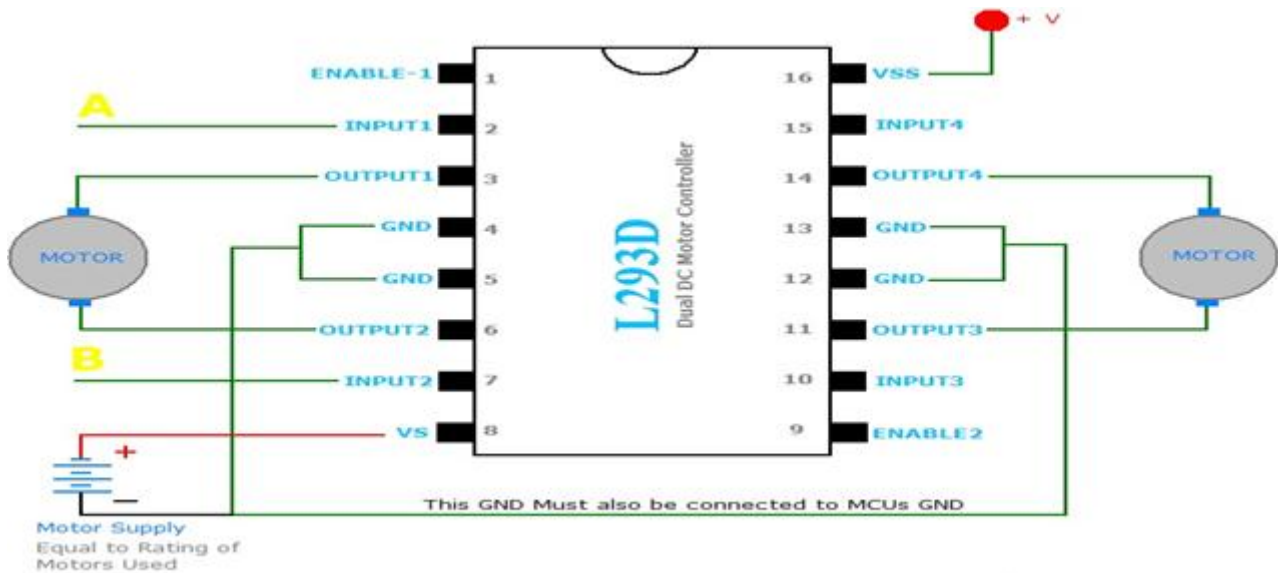 + V
ENABLE-1
1
16
VSS
A
INPUT1
2
15
INPUT4
OUTPUT1
3
14
OUTPUT4
GND
4
13
GND
MOTOR
MOTOR
GND
5
12
GND
OUTPUT2
6
11
OUTPUT3
B
INPUT2
7
10
INPUT3
VS
8
9
ENABLE2
L293D
Dual DC Motor Controller
+
−
This GND Must also be connected to MCUs GND
Motor Supply
Equal to Rating of
Motors Used